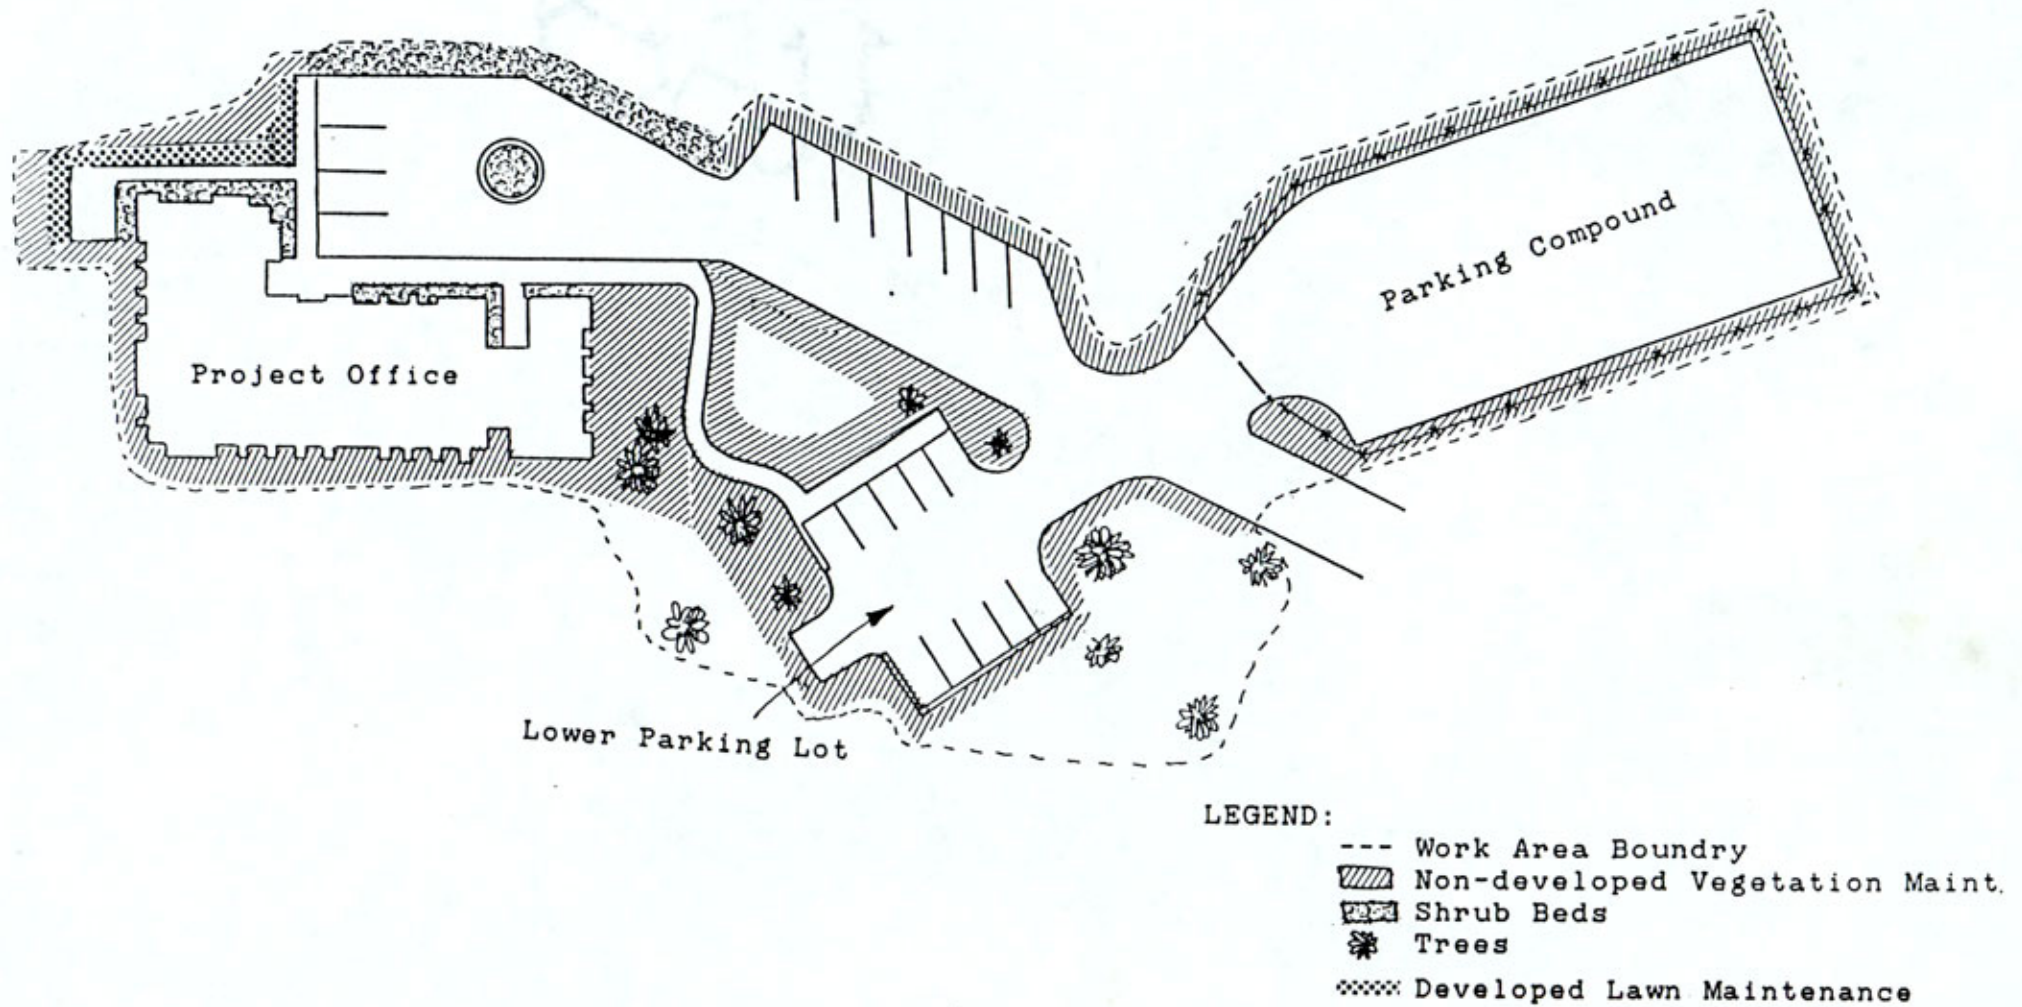 Parking Compound
Project Office
Lower Parking Lot
LEGEND:
Work Area Boundry
Non-developed Vegetation Maint.
Shrub Beds
Trees
Developed Lawn Maintenance